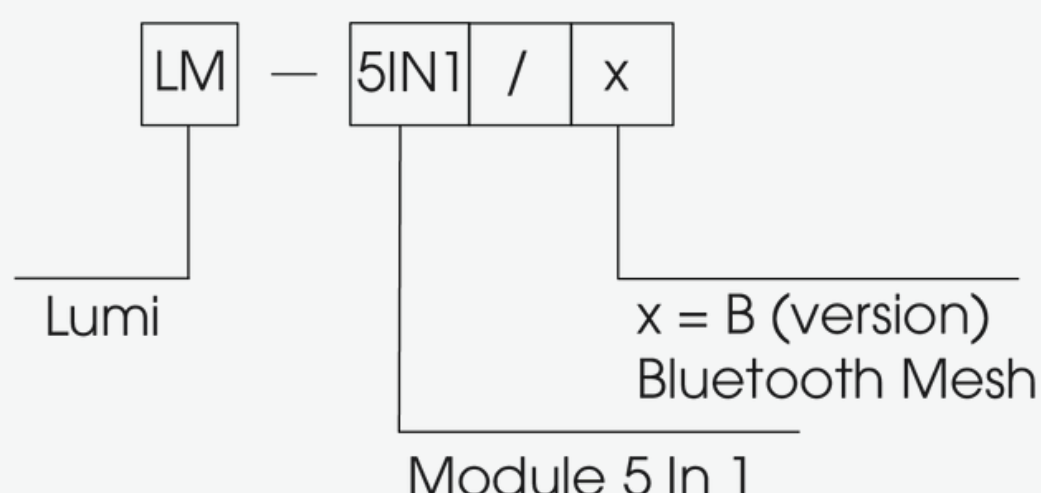 LM — 5IN1 / x
Lumi
x = B (version)
Bluetooth Mesh
Module 5 In 1